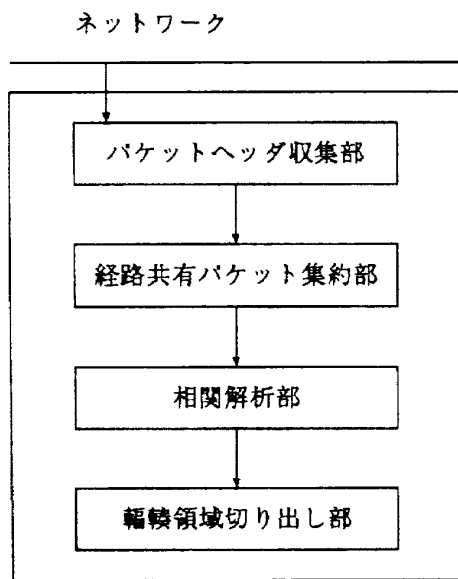 ネットワーク
パケットヘッダ収集部
経路共有パケット集約部
相関解析部
輻輳領域切り出し部